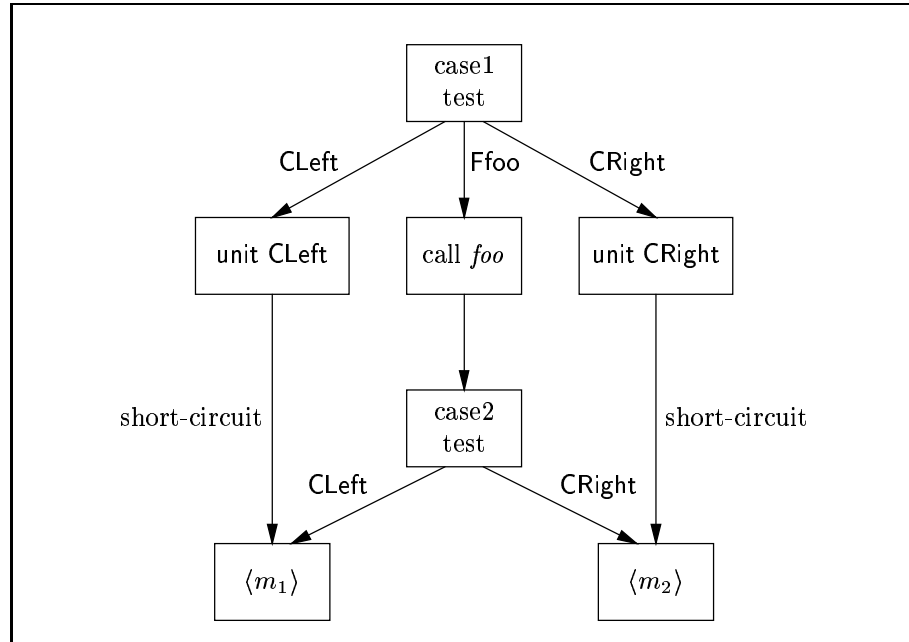 case1
test
CLeft
Ffoo
CRight
unit CLeft
call foo
unit CRight
short-circuit
case2
test
short-circuit
CLeft
CRight
⟨m₁⟩
⟨m₂⟩